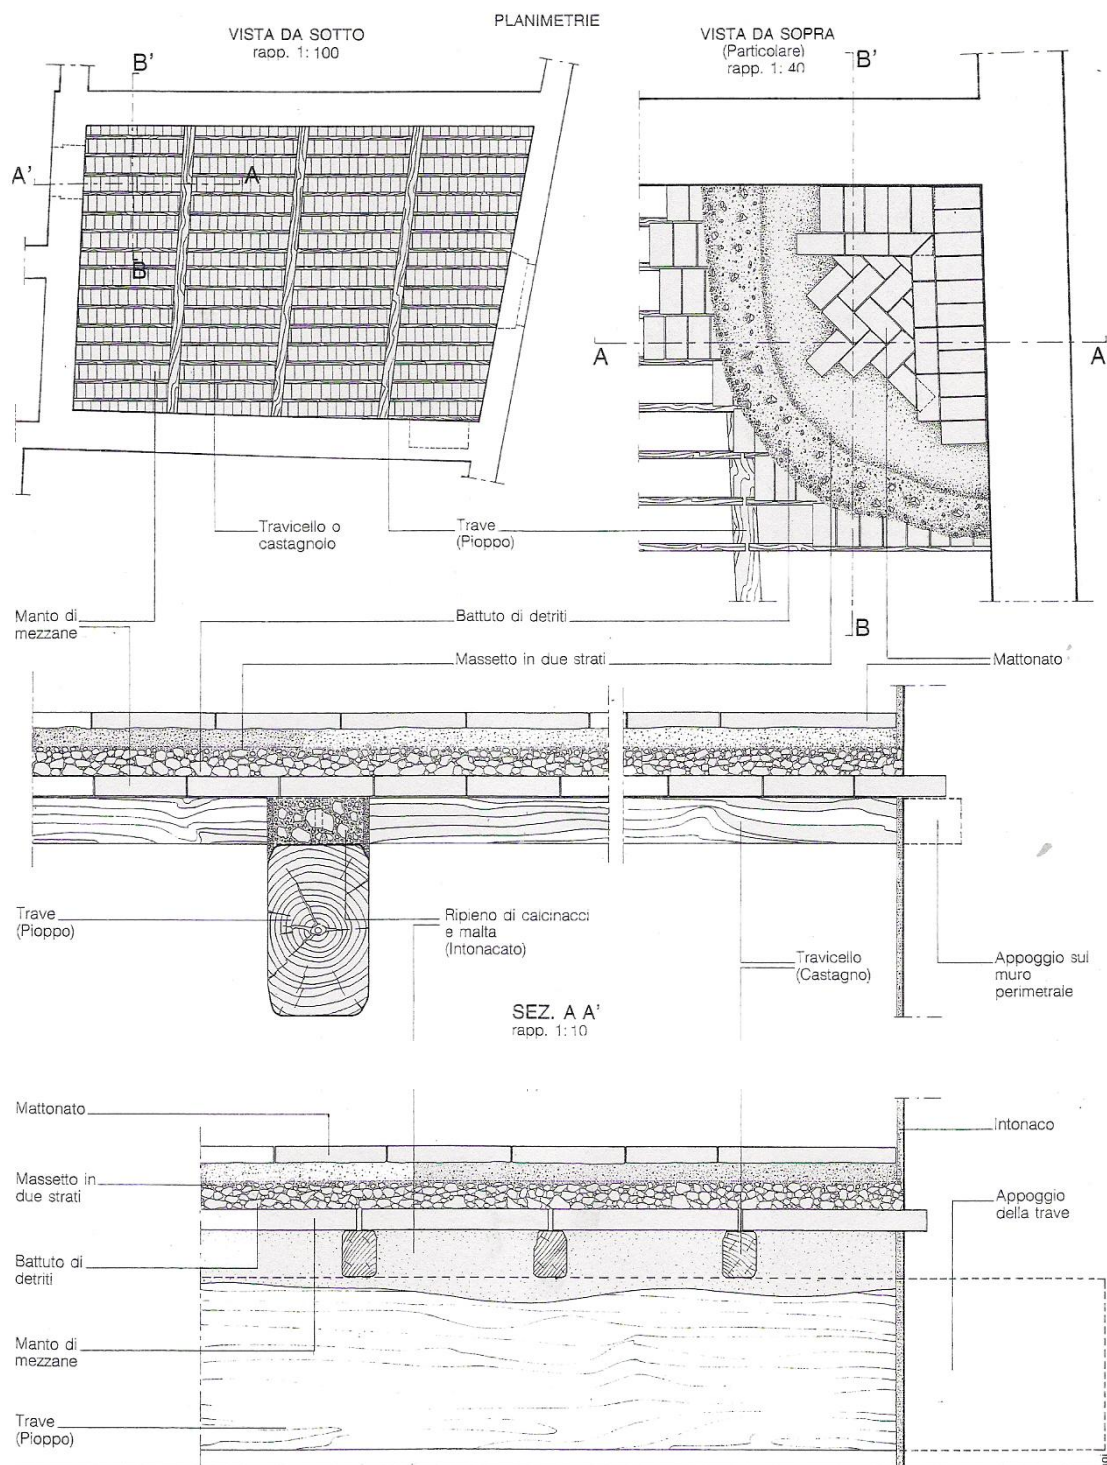 PLANIMETRIE
VISTA DA SOTTO
rapp. 1:100
VISTA DA SOPRA
(Particolare)
rapp. 1:40
B'
B'
A'
A
B
A
A
Travicello o
castagnolo
Trave
(Pioppo)
Manto di
mezzane
Battuto di detriti
B
Massetto in due strati
Mattonato
Trave
(Pioppo)
Ripieno di calcinacci
e malta
(Intonacato)
Travicello
(Castagno)
Appoggio sul
muro
perimetrale
SEZ. A A'
rapp. 1:10
Mattonato
Intonaco
Massetto in
due strati
Appoggio
della trave
Battuto di
detriti
Manto di
mezzane
Trave
(Pioppo)